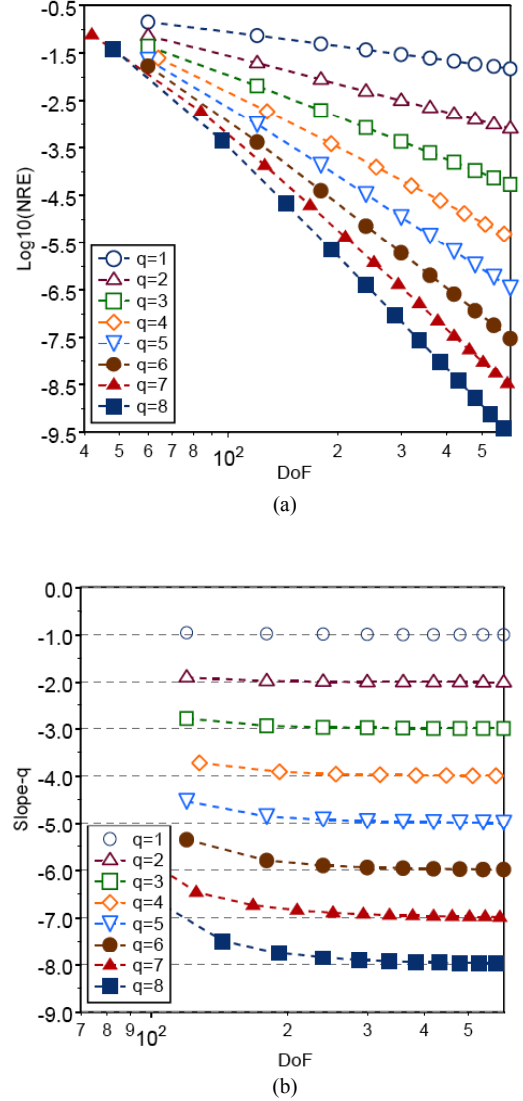 -0.5
-1.5
-2.5
-3.5
-4.5
-5.5
-6.5
-7.5
-8.5
-9.5
Log10(NRE)
q=1
q=2
q=3
q=4
q=5
q=6
q=7
q=8
4 5 6 7 8 10² 2 3 4 5
DoF
(a)
0.0
-1.0
-2.0
-3.0
-4.0
-5.0
-6.0
-7.0
-8.0
-9.0
Slope-q
q=1
q=2
q=3
q=4
q=5
q=6
q=7
q=8
7 8 9 10² 2 3 4 5
DoF
(b)